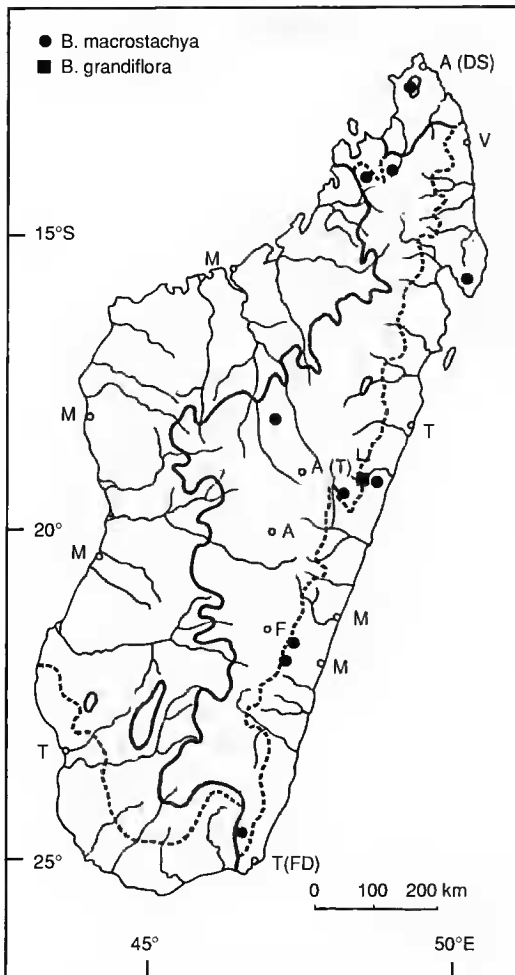 B. macrostachya
B. grandiflora
A (DS)
V
15°S
M
M
T
A (T)
20°
A
M
F
M
M
T
25°
T(FD)
0 100 200 km
45° 50°E